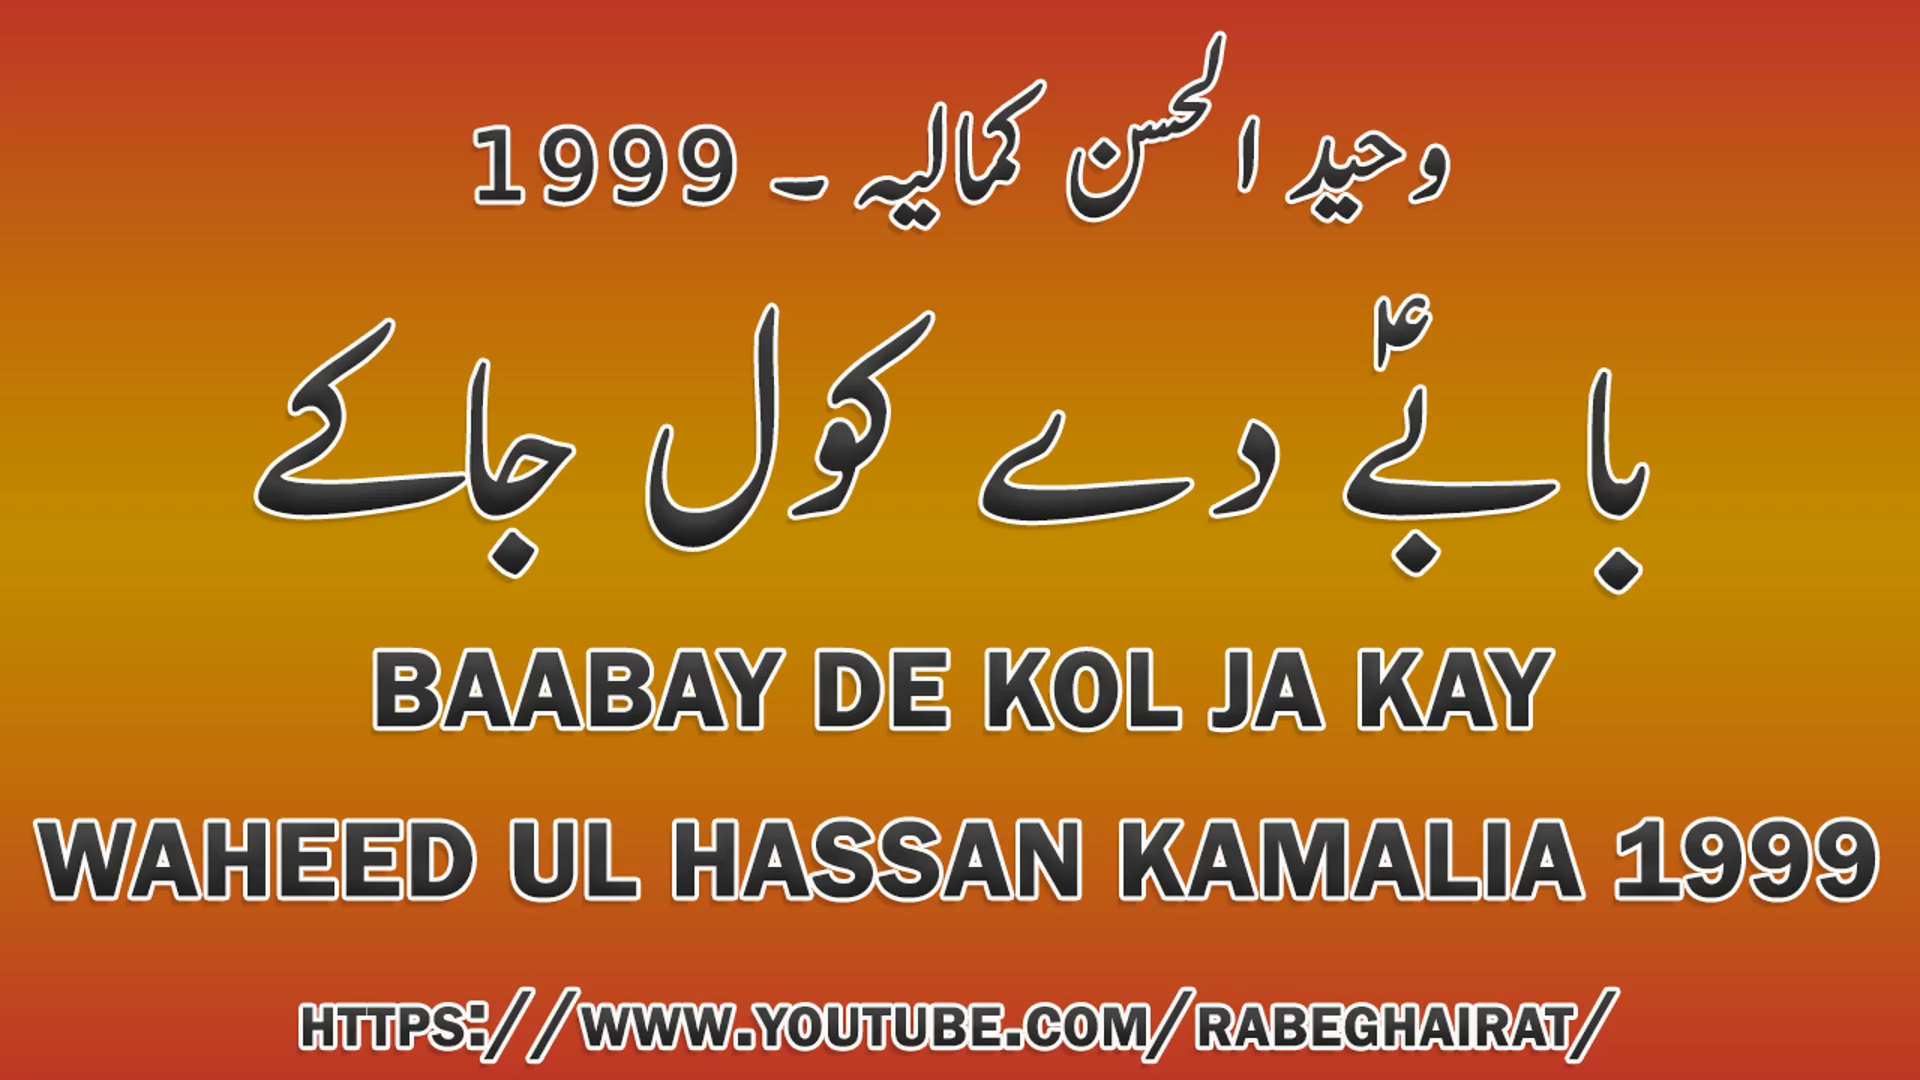 وحید الحسن کمالیہ ۔ 1999
بابےؑ دے کول جاکے
BAABAY DE KOL JA KAY
WAHEED UL HASSAN KAMALIA 1999
HTTPS://WWW.YOUTUBE.COM/RABEGHAIRAT/